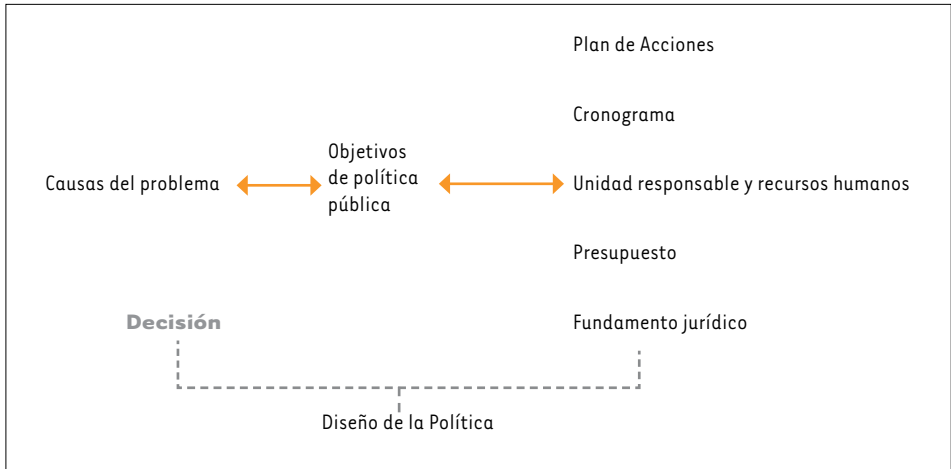 Plan de Acciones
Cronograma
Causas del problema
Objetivos
de política
pública
Unidad responsable y recursos humanos
Presupuesto
Decisión
Fundamento jurídico
Diseño de la Política